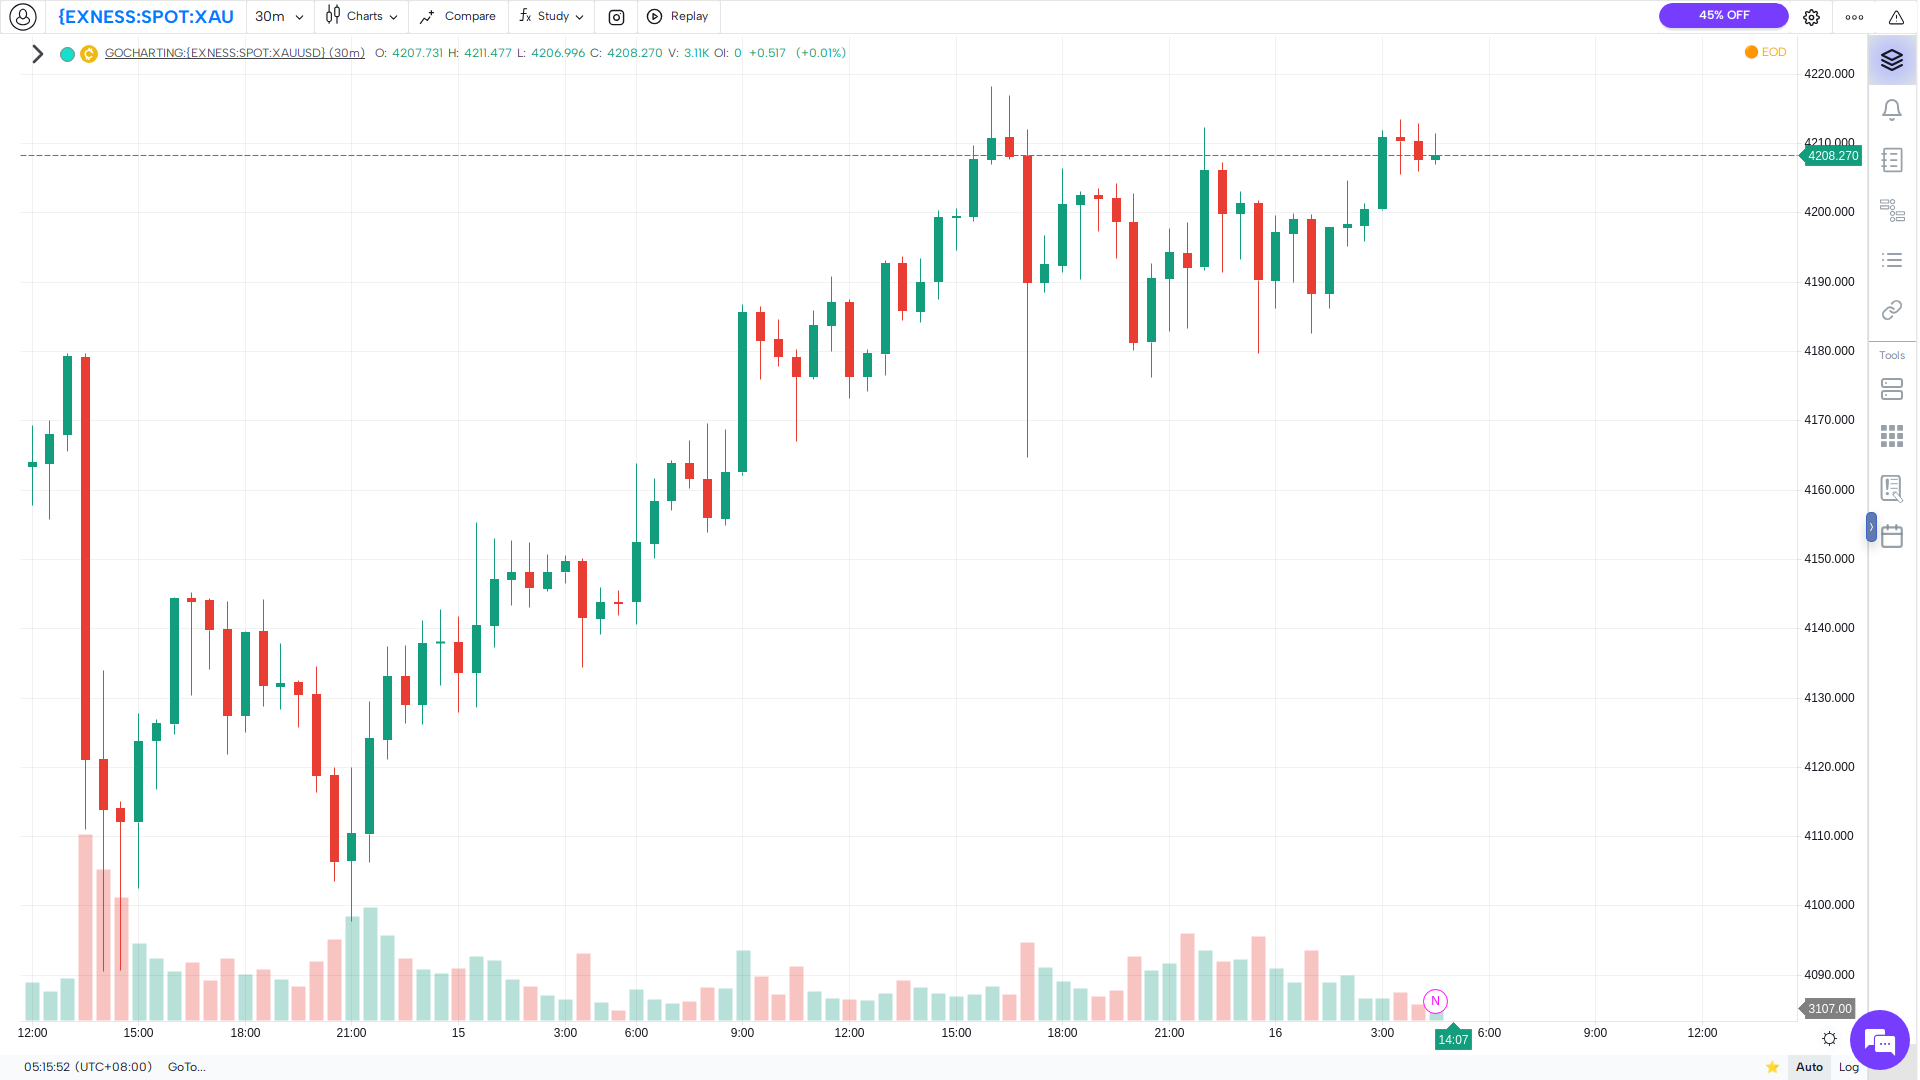 {EXNESS:SPOT:XAU 30m Charts Compare fx Study Replay 45% OFF
GOCHARTING:{EXNESS:SPOT:XAUUSD} (30m) O: 4207.731 H: 4211.477 L: 4206.996 C: 4208.270 V: 3.11K OI: 0 +0.517 (+0.01%) EOD
4220.000
4210.000
4208.270
4200.000
4190.000
4180.000
Tools
4170.000
4160.000
4150.000
4140.000
4130.000
4120.000
4110.000
4100.000
4090.000
N
3107.00
12:00 15:00 18:00 21:00 15 3:00 6:00 9:00 12:00 15:00 18:00 21:00 16 3:00 6:00 9:00 12:00
14:07
05:15:52 (UTC+08:00) GoTo... Auto Log